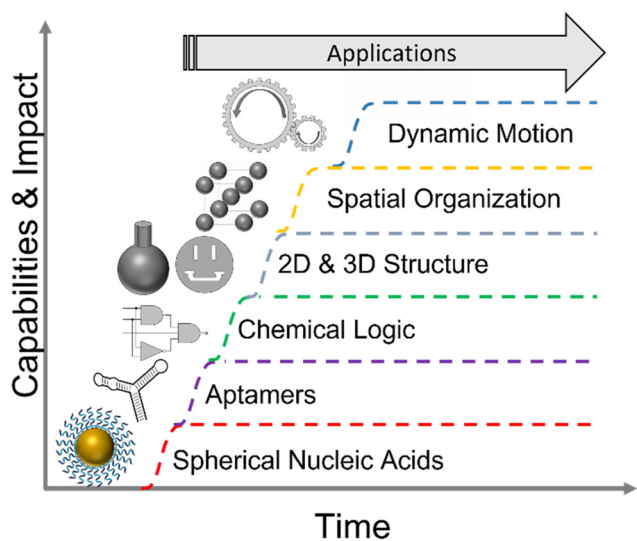 Applications
Dynamic Motion
Spatial Organization
2D & 3D Structure
Chemical Logic
Aptamers
Spherical Nucleic Acids
Capabilities & Impact
Time